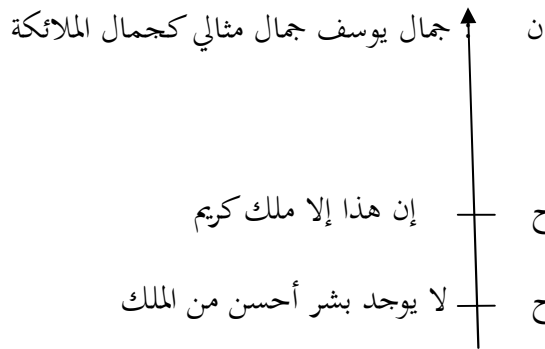 ن : جمال يوسف جمال مثالي كجمال الملائكة
ح إن هذا إلا ملك كريم
ح لا يوجد بشر أحسن من الملك